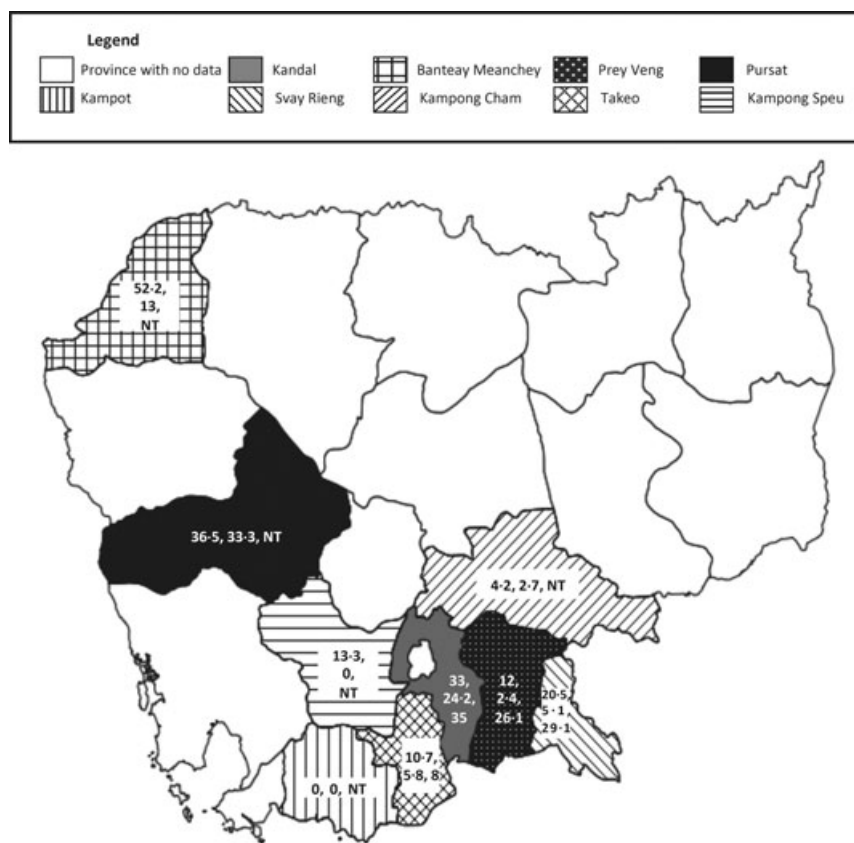 Legend
Province with no data Kandal Banteay Meanchey Prey Veng Pursat
Kampot Svay Rieng Kampong Cham Takeo Kampong Speu
52·2,
13,
NT
36·5, 33·3, NT
4·2, 2·7, NT
13·3,
0,
NT
33,
24·2,
35
12,
2·4,
26·1
20·5,
5·1,
29·1
10·7,
5·8, 8
0, 0, NT